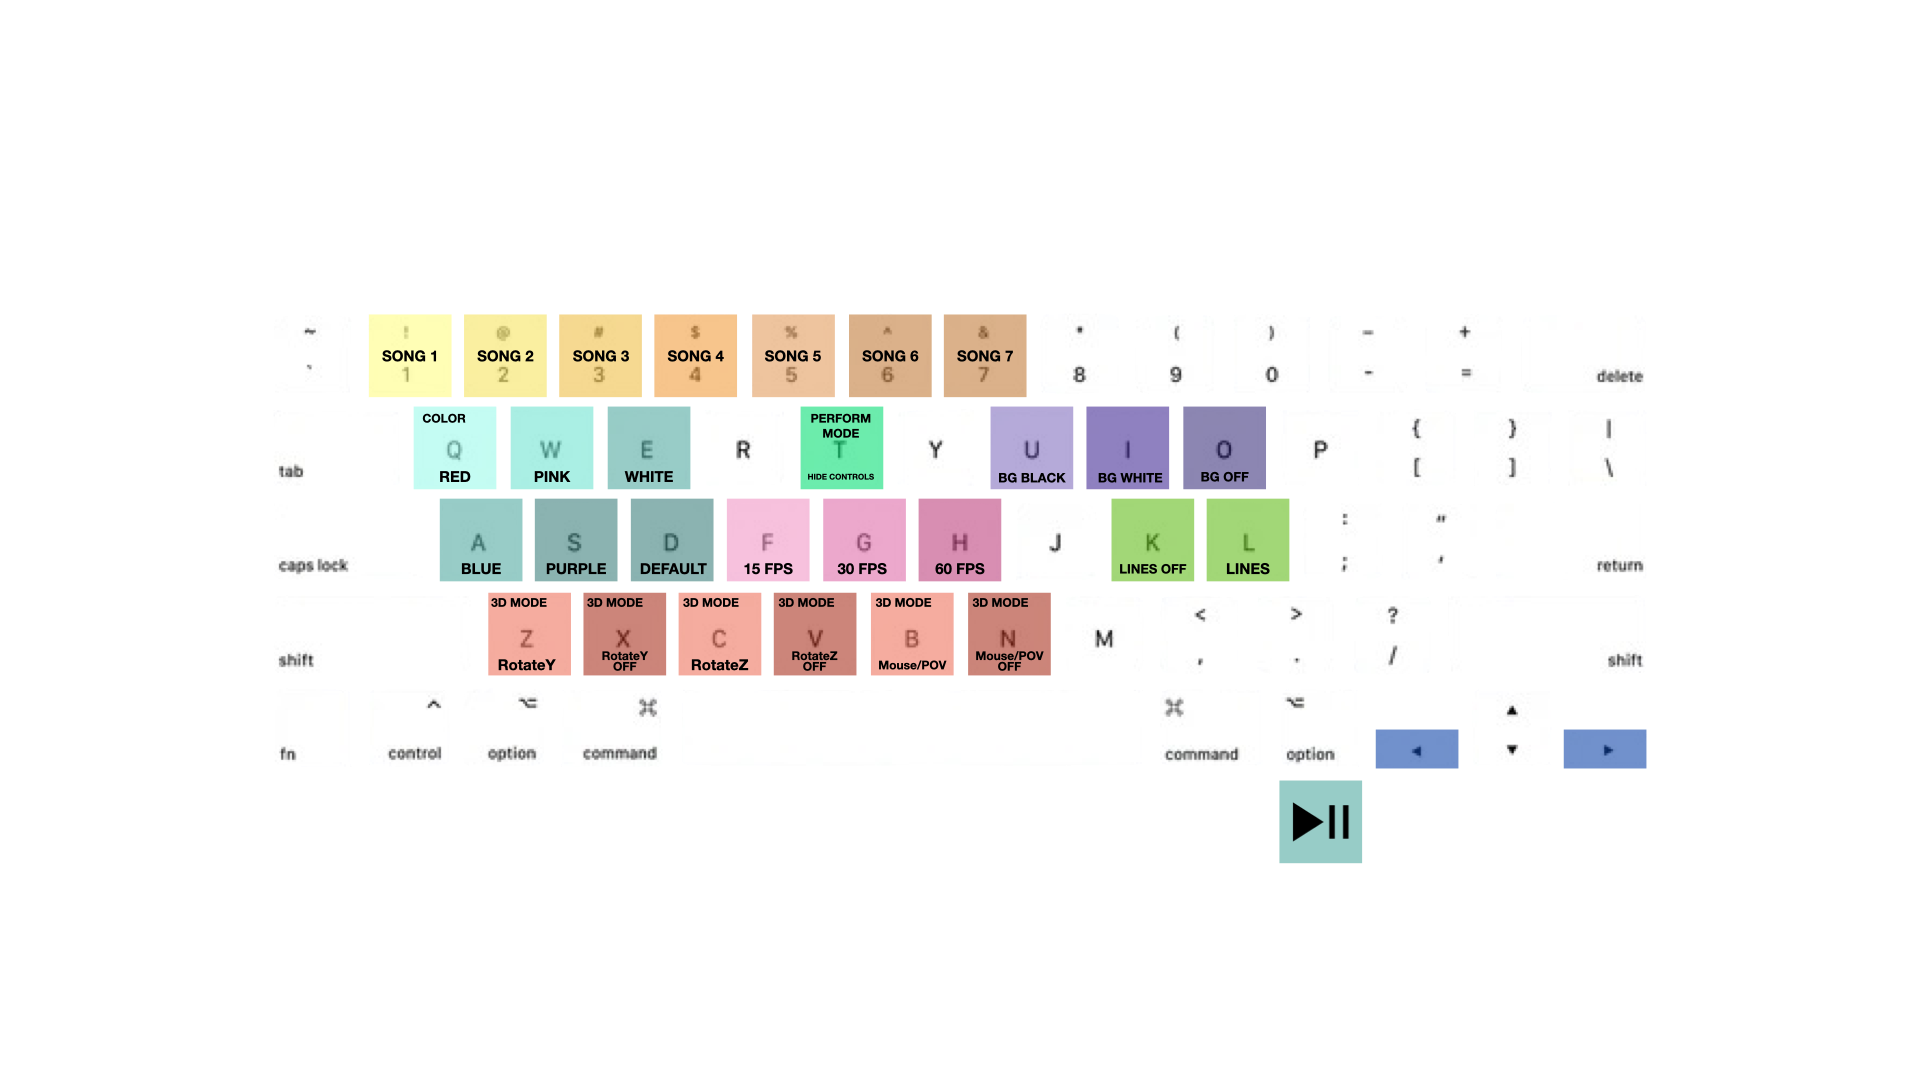 ~ ! @ # $ % ^ & * ( ) – +
SONG 1 SONG 2 SONG 3 SONG 4 SONG 5 SONG 6 SONG 7
` 1 2 3 4 5 6 7 8 9 0 - = delete
COLOR PERFORM
MODE
{ } |
tab Q W E R T Y U I O P [ ] \
RED PINK WHITE HIDE CONTROLS BG BLACK BG WHITE BG OFF
: "
caps lock A S D F G H J K L ; ' return
BLUE PURPLE DEFAULT 15 FPS 30 FPS 60 FPS LINES OFF LINES
3D MODE 3D MODE 3D MODE 3D MODE 3D MODE 3D MODE
< > ?
shift Z X C V B N M , . / shift
RotateY RotateY
OFF RotateZ RotateZ
OFF Mouse/POV Mouse/POV
OFF
^ ⌥ ⌘ ⌘ ⌥ ▲
fn control option command command option ◀ ▼ ▶